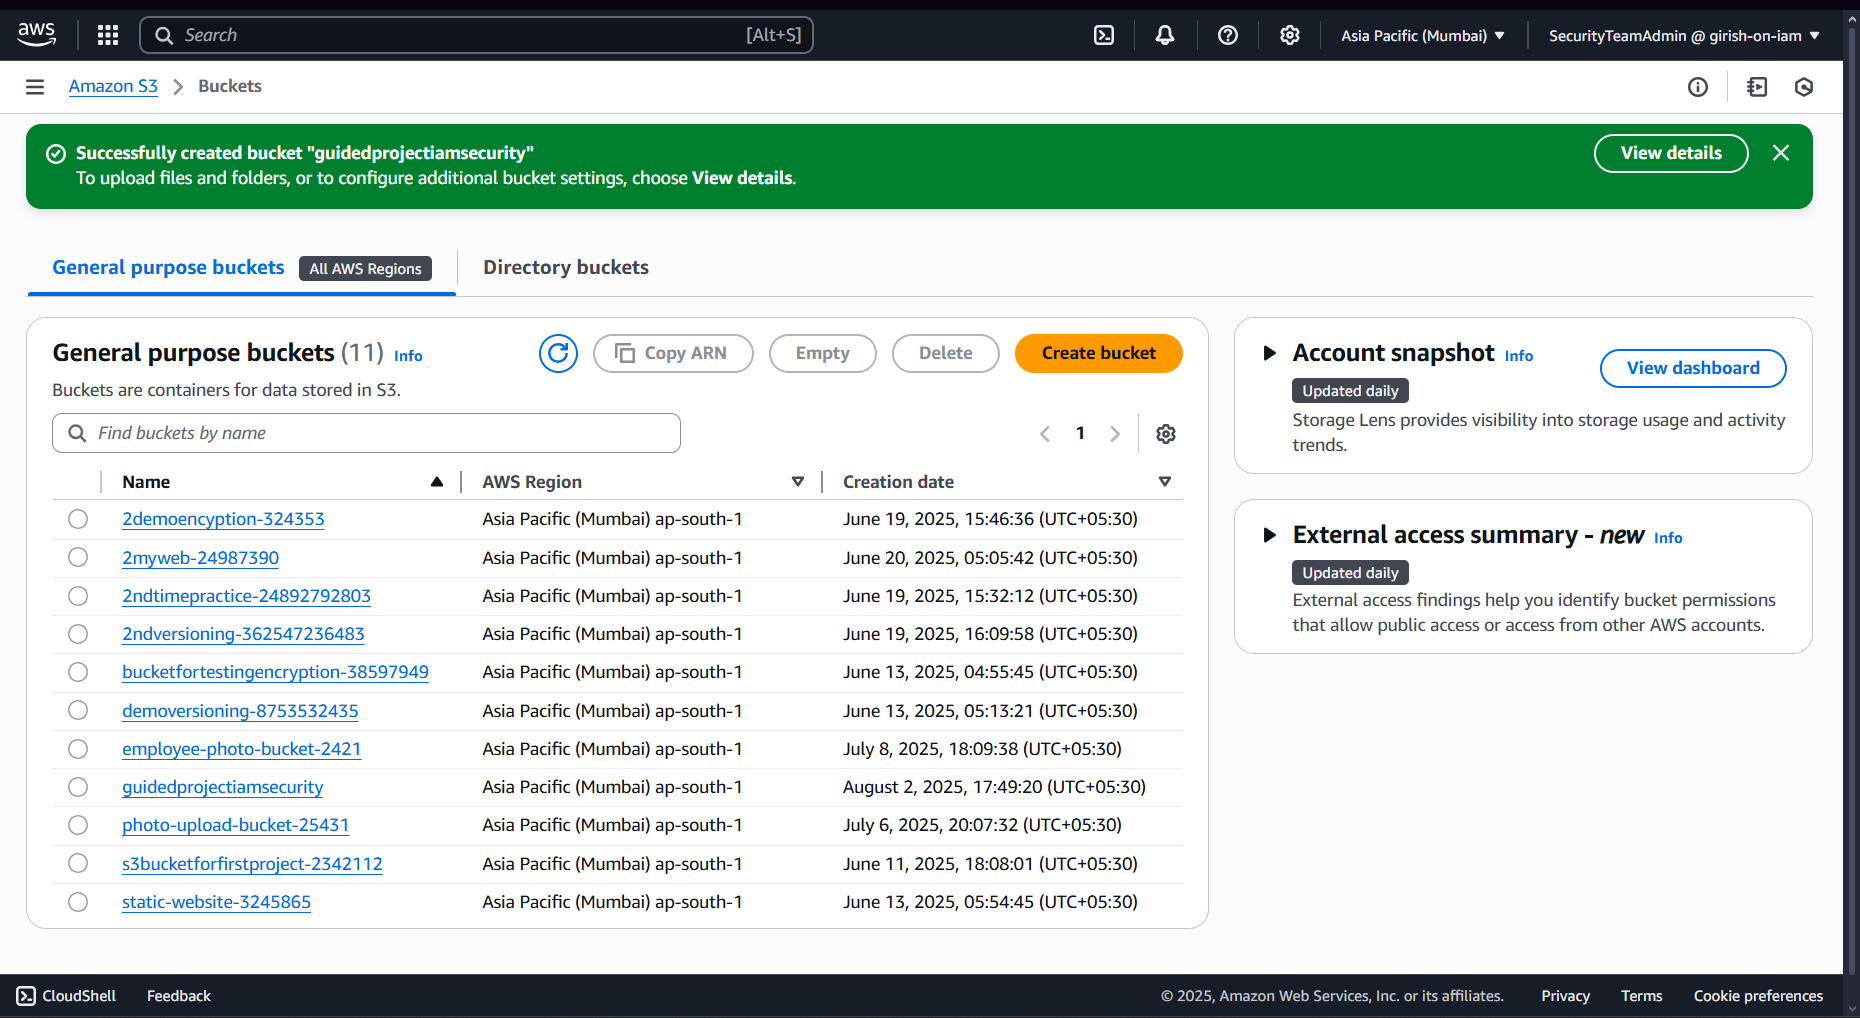 aws
Search [Alt+S]
Asia Pacific (Mumbai) ▼
SecurityTeamAdmin @ girish-on-iam ▼
Amazon S3 > Buckets
Successfully created bucket "guidedprojectiamsecurity"
To upload files and folders, or to configure additional bucket settings, choose View details.
View details
General purpose buckets All AWS Regions
Directory buckets
General purpose buckets (11) Info
Copy ARN
Empty
Delete
Create bucket
Buckets are containers for data stored in S3.
Find buckets by name
1
Name AWS Region Creation date
2demoencyption-324353 Asia Pacific (Mumbai) ap-south-1 June 19, 2025, 15:46:36 (UTC+05:30)
2myweb-24987390 Asia Pacific (Mumbai) ap-south-1 June 20, 2025, 05:05:42 (UTC+05:30)
2ndtimepractice-24892792803 Asia Pacific (Mumbai) ap-south-1 June 19, 2025, 15:32:12 (UTC+05:30)
2ndversioning-362547236483 Asia Pacific (Mumbai) ap-south-1 June 19, 2025, 16:09:58 (UTC+05:30)
bucketfortestingencryption-38597949 Asia Pacific (Mumbai) ap-south-1 June 13, 2025, 04:55:45 (UTC+05:30)
demoversioning-8753532435 Asia Pacific (Mumbai) ap-south-1 June 13, 2025, 05:13:21 (UTC+05:30)
employee-photo-bucket-2421 Asia Pacific (Mumbai) ap-south-1 July 8, 2025, 18:09:38 (UTC+05:30)
guidedprojectiamsecurity Asia Pacific (Mumbai) ap-south-1 August 2, 2025, 17:49:20 (UTC+05:30)
photo-upload-bucket-25431 Asia Pacific (Mumbai) ap-south-1 July 6, 2025, 20:07:32 (UTC+05:30)
s3bucketforfirstproject-2342112 Asia Pacific (Mumbai) ap-south-1 June 11, 2025, 18:08:01 (UTC+05:30)
static-website-3245865 Asia Pacific (Mumbai) ap-south-1 June 13, 2025, 05:54:45 (UTC+05:30)
Account snapshot Info
View dashboard
Updated daily
Storage Lens provides visibility into storage usage and activity
trends.
External access summary - new Info
Updated daily
External access findings help you identify bucket permissions
that allow public access or access from other AWS accounts.
CloudShell Feedback
© 2025, Amazon Web Services, Inc. or its affiliates. Privacy Terms Cookie preferences